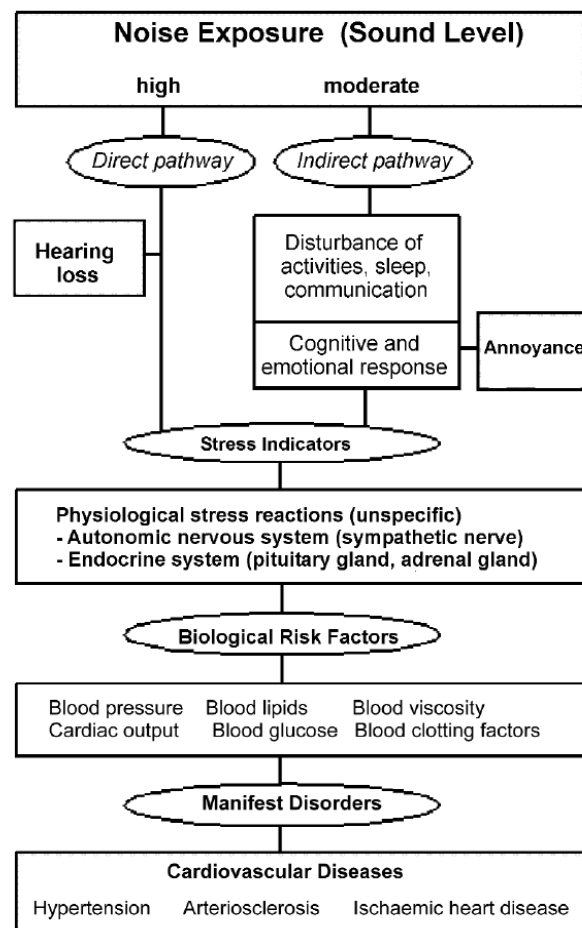 Noise Exposure (Sound Level)
high moderate
Direct pathway Indirect pathway
Hearing
loss
Disturbance of
activities, sleep,
communication
Cognitive and
emotional response
Annoyance
Stress Indicators
Physiological stress reactions (unspecific)
- Autonomic nervous system (sympathetic nerve)
- Endocrine system (pituitary gland, adrenal gland)
Biological Risk Factors
Blood pressure Blood lipids Blood viscosity
Cardiac output Blood glucose Blood clotting factors
Manifest Disorders
Cardiovascular Diseases
Hypertension Arteriosclerosis Ischaemic heart disease